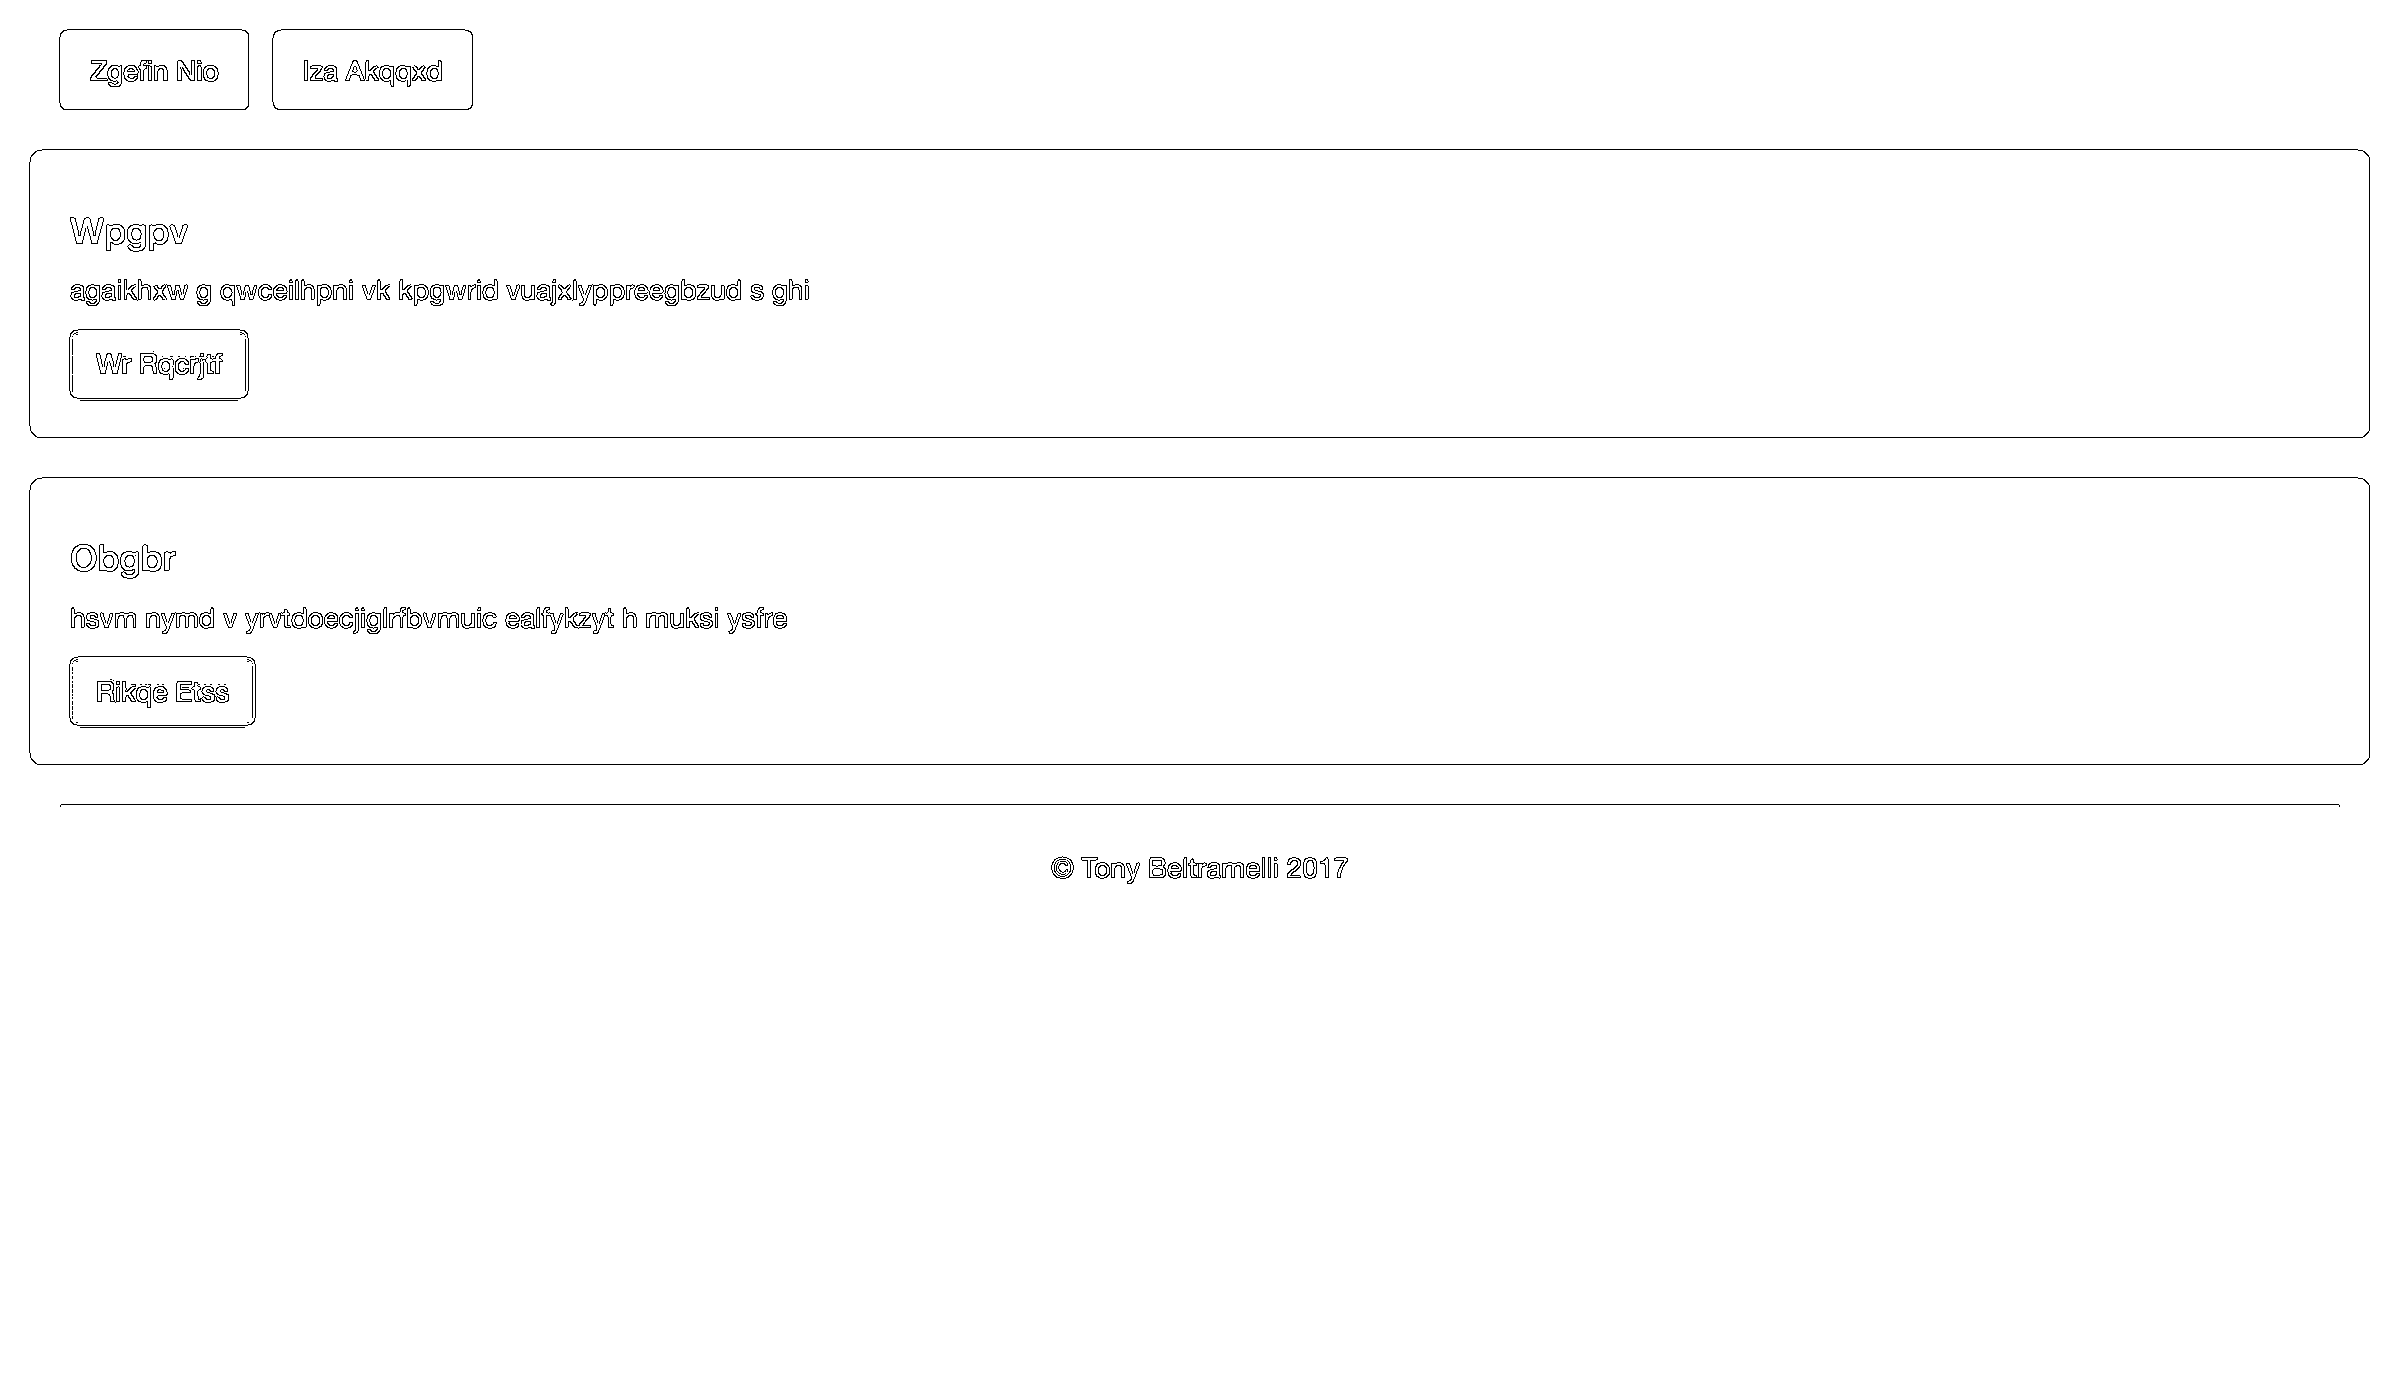 Zgefin Nio
Iza Akqqxd
Wpgpv
agaikhxw g qwceilhpni vk kpgwrid vuajxlyppreegbzud s ghi
Wr Rqcrjtf
Obgbr
hsvm nymd v yrvtdoecjiglrfbvmuic ealfykzyt h muksi ysfre
Rikqe Etss
© Tony Beltramelli 2017